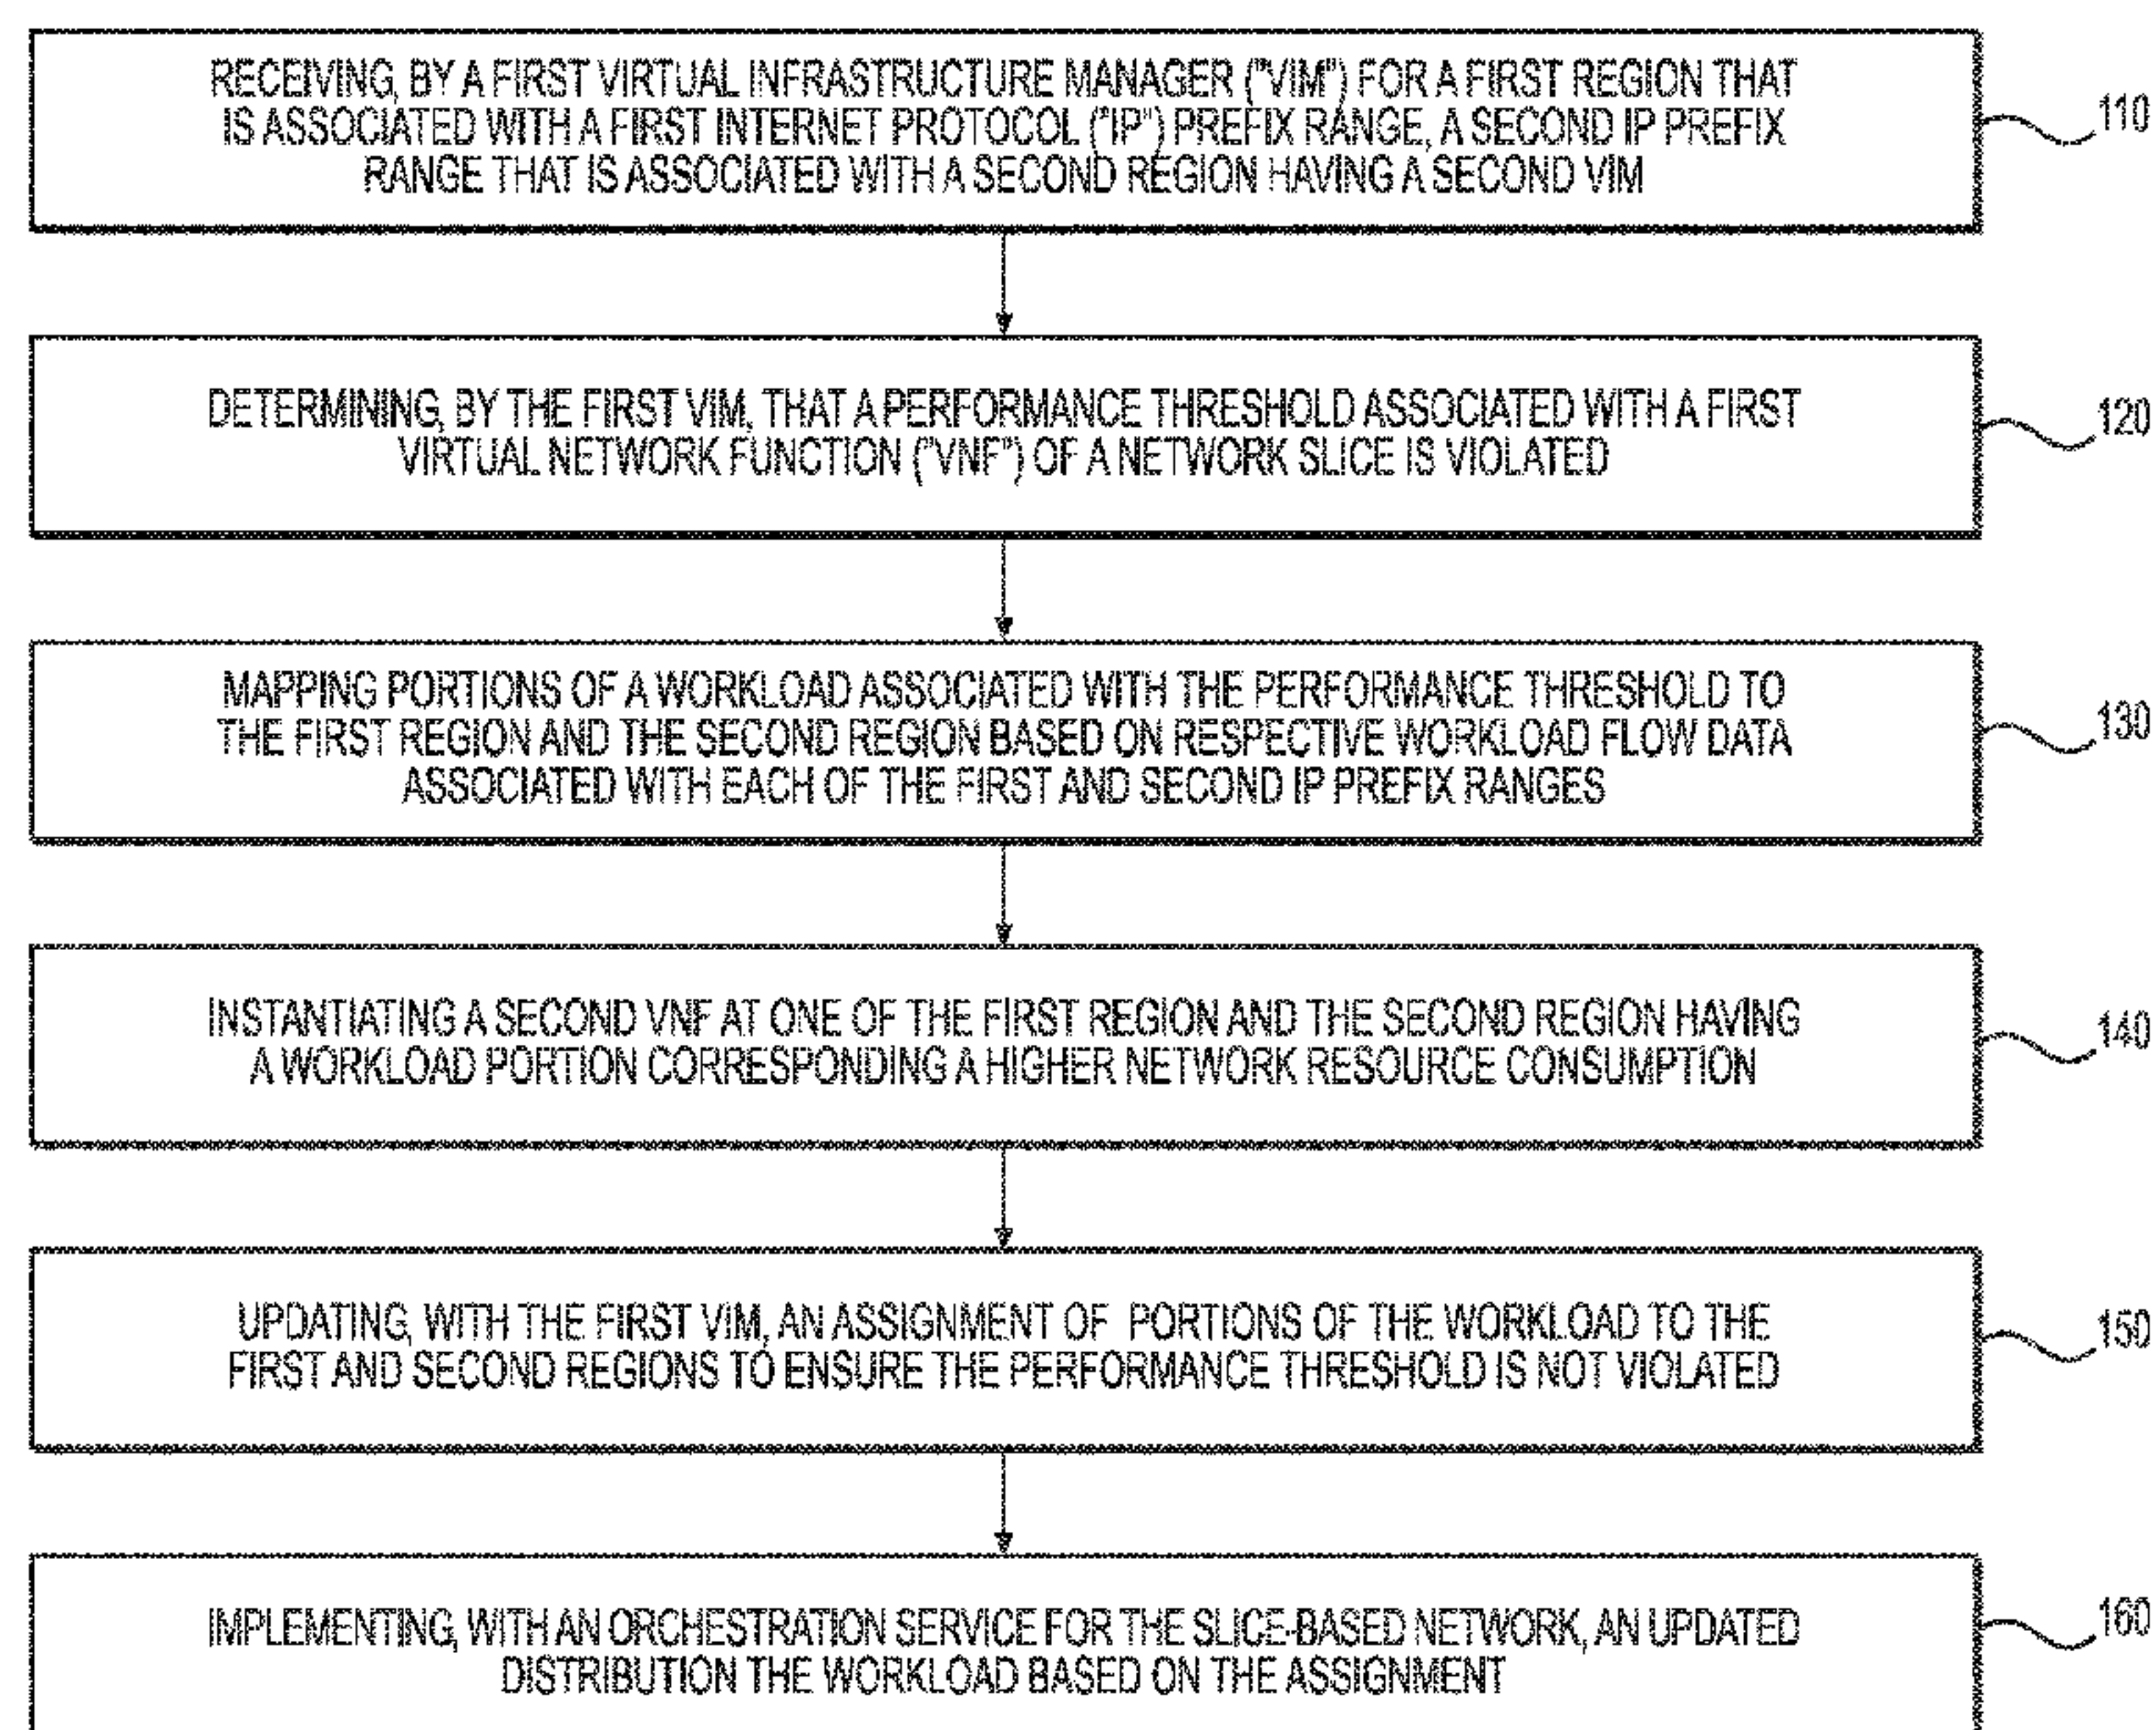 RECEIVING, BY A FIRST VIRTUAL INFRASTRUCTURE MANAGER ("VIM") FOR A FIRST REGION THAT
IS ASSOCIATED WITH A FIRST INTERNET PROTOCOL ("IP") PREFIX RANGE, A SECOND IP PREFIX
RANGE THAT IS ASSOCIATED WITH A SECOND REGION HAVING A SECOND VIM
110
DETERMINING, BY THE FIRST VIM, THAT A PERFORMANCE THRESHOLD ASSOCIATED WITH A FIRST
VIRTUAL NETWORK FUNCTION ("VNF") OF A NETWORK SLICE IS VIOLATED
120
MAPPING PORTIONS OF A WORKLOAD ASSOCIATED WITH THE PERFORMANCE THRESHOLD TO
THE FIRST REGION AND THE SECOND REGION BASED ON RESPECTIVE WORKLOAD FLOW DATA
ASSOCIATED WITH EACH OF THE FIRST AND SECOND IP PREFIX RANGES
130
INSTANTIATING A SECOND VNF AT ONE OF THE FIRST REGION AND THE SECOND REGION HAVING
A WORKLOAD PORTION CORRESPONDING A HIGHER NETWORK RESOURCE CONSUMPTION
140
UPDATING, WITH THE FIRST VIM, AN ASSIGNMENT OF PORTIONS OF THE WORKLOAD TO THE
FIRST AND SECOND REGIONS TO ENSURE THE PERFORMANCE THRESHOLD IS NOT VIOLATED
150
IMPLEMENTING, WITH AN ORCHESTRATION SERVICE FOR THE SLICE-BASED NETWORK, AN UPDATED
DISTRIBUTION THE WORKLOAD BASED ON THE ASSIGNMENT
160